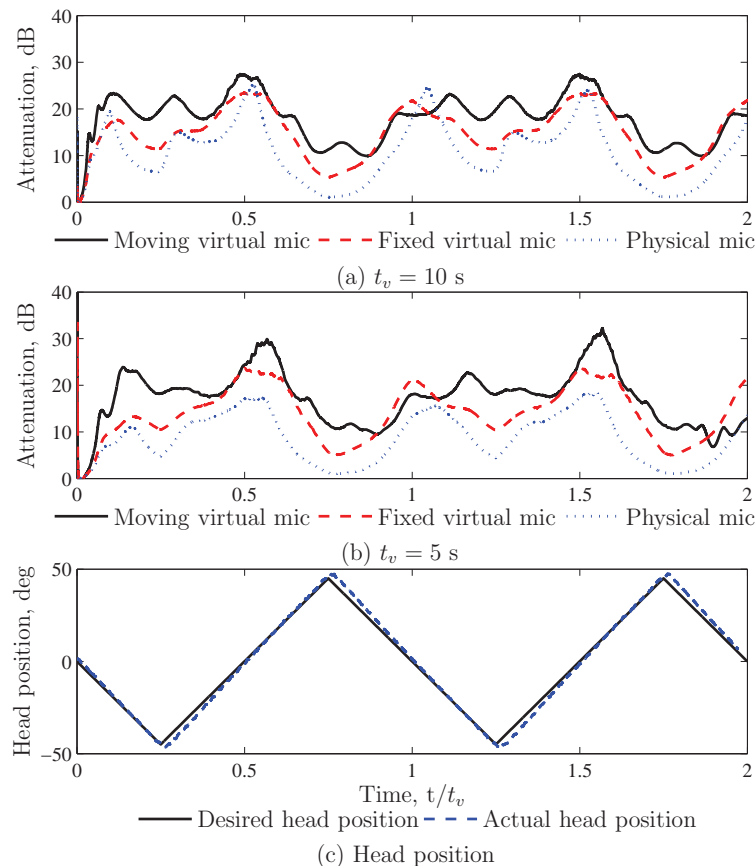 40
30
20
10
0
Attenuation, dB
0 0.5 1 1.5 2
Moving virtual mic Fixed virtual mic Physical mic
(a) t_v = 10 s
40
30
20
10
0
Attenuation, dB
0 0.5 1 1.5 2
Moving virtual mic Fixed virtual mic Physical mic
(b) t_v = 5 s
50
0
−50
Head position, deg
0 0.5 1 1.5 2
Time, t/t_v
Desired head position Actual head position
(c) Head position